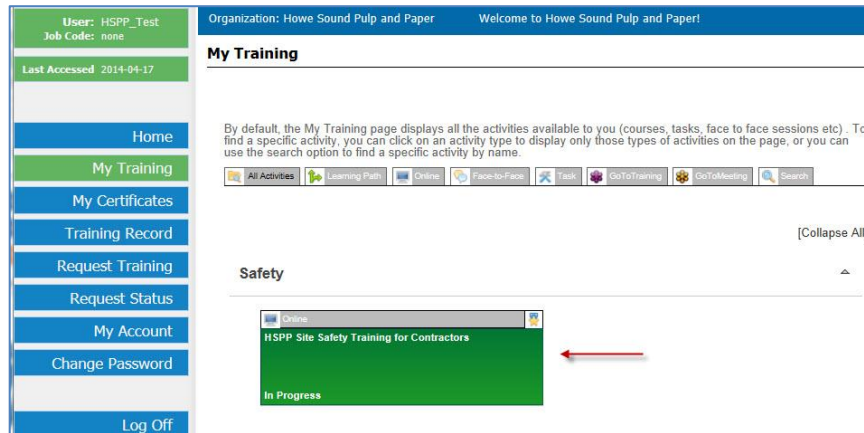 User: HSPP_Test
Job Code: none
Last Accessed 2014-04-17
Home
My Training
My Certificates
Training Record
Request Training
Request Status
My Account
Change Password
Log Off
Organization: Howe Sound Pulp and Paper Welcome to Howe Sound Pulp and Paper!
My Training
By default, the My Training page displays all the activities available to you (courses, tasks, face to face sessions etc) . To
find a specific activity, you can click on an activity type to display only those types of activities on the page, or you can
use the search option to find a specific activity by name.
All Activities Learning Path Online Face-to-Face Task GoToTraining GoToMeeting Search
[Collapse All
Safety
Online
HSPP Site Safety Training for Contractors
In Progress